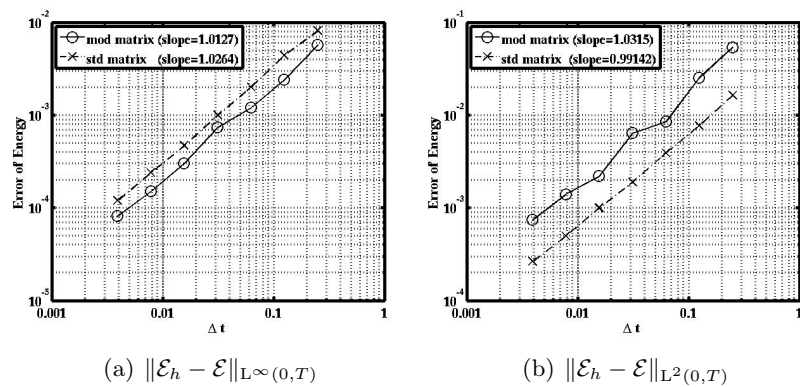 10^-2
mod matrix (slope=1.0127)
std matrix (slope=1.0264)
10^-3
Error of Energy
10^-4
10^-5
0.001
0.01
0.1
1
Δ t
(a) ‖ℰ_h − ℰ‖_{L^∞(0,T)}
10^-1
mod matrix (slope=1.0315)
std matrix (slope=0.99142)
10^-2
Error of Energy
10^-3
10^-4
0.001
0.01
0.1
1
Δ t
(b) ‖ℰ_h − ℰ‖_{L^2(0,T)}